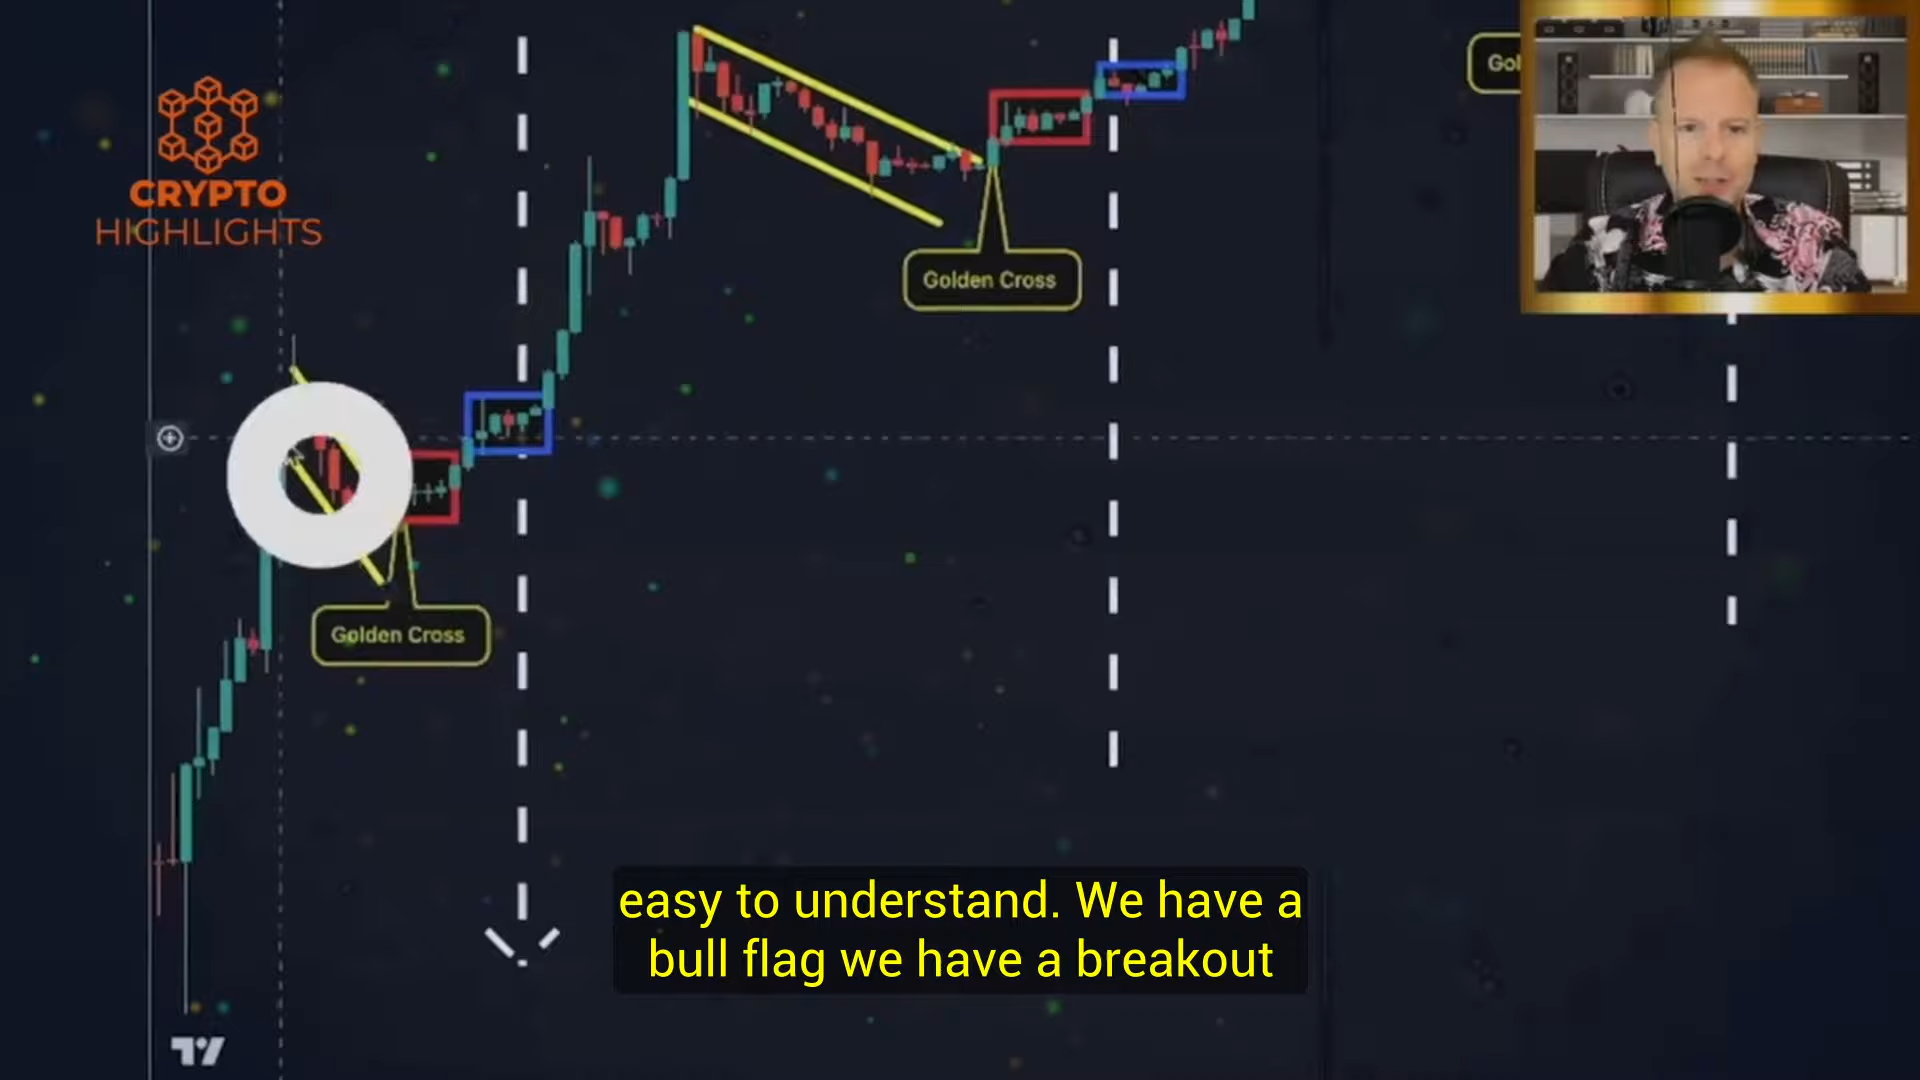 CRYPTO
HIGHLIGHTS
Gol
Golden Cross
Golden Cross
easy to understand. We have a
bull flag we have a breakout